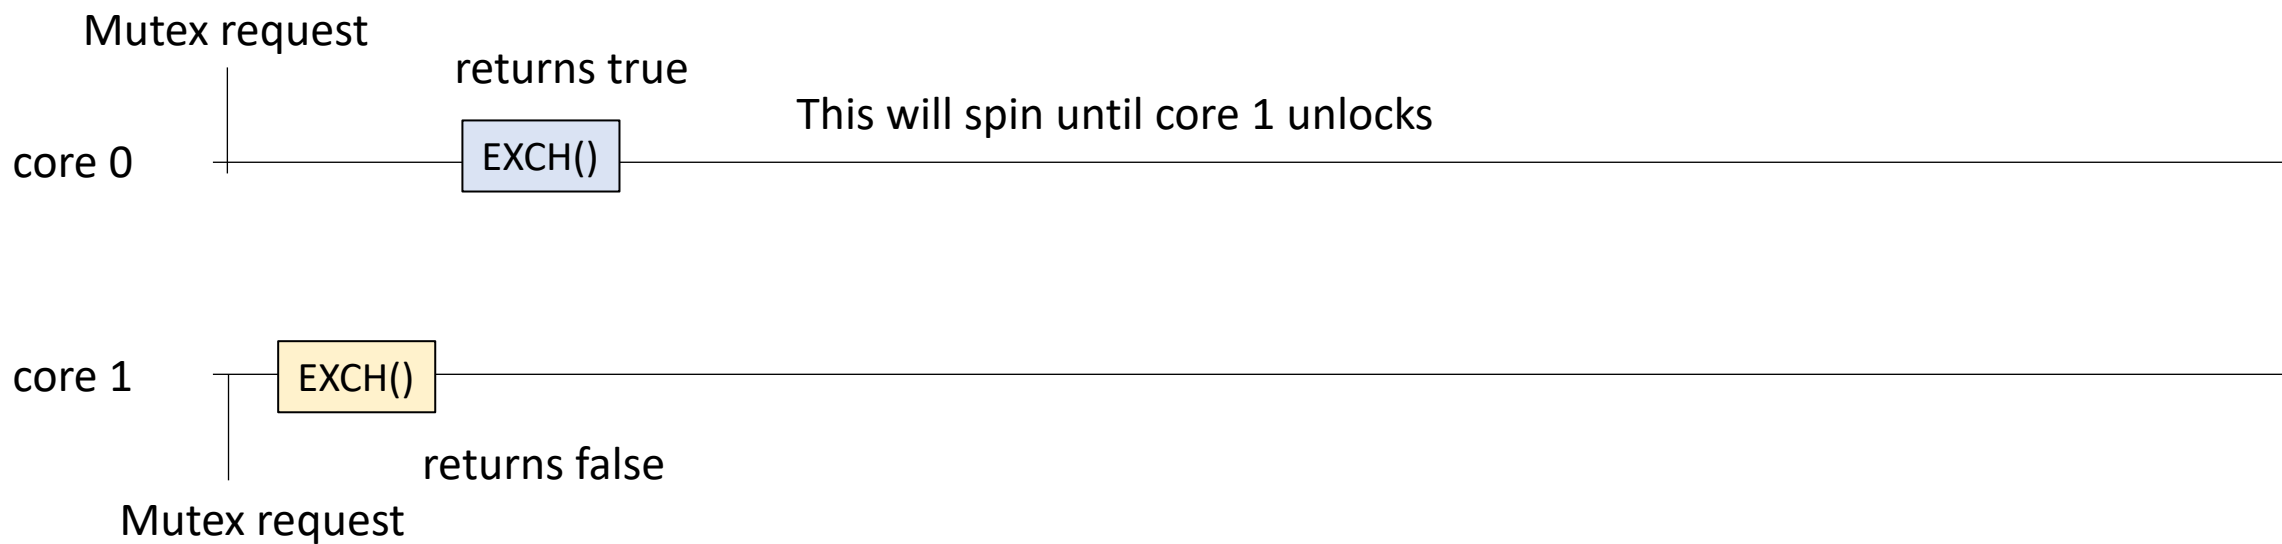 Mutex request
returns true
This will spin until core 1 unlocks
core 0
EXCH()
core 1
EXCH()
returns false
Mutex request